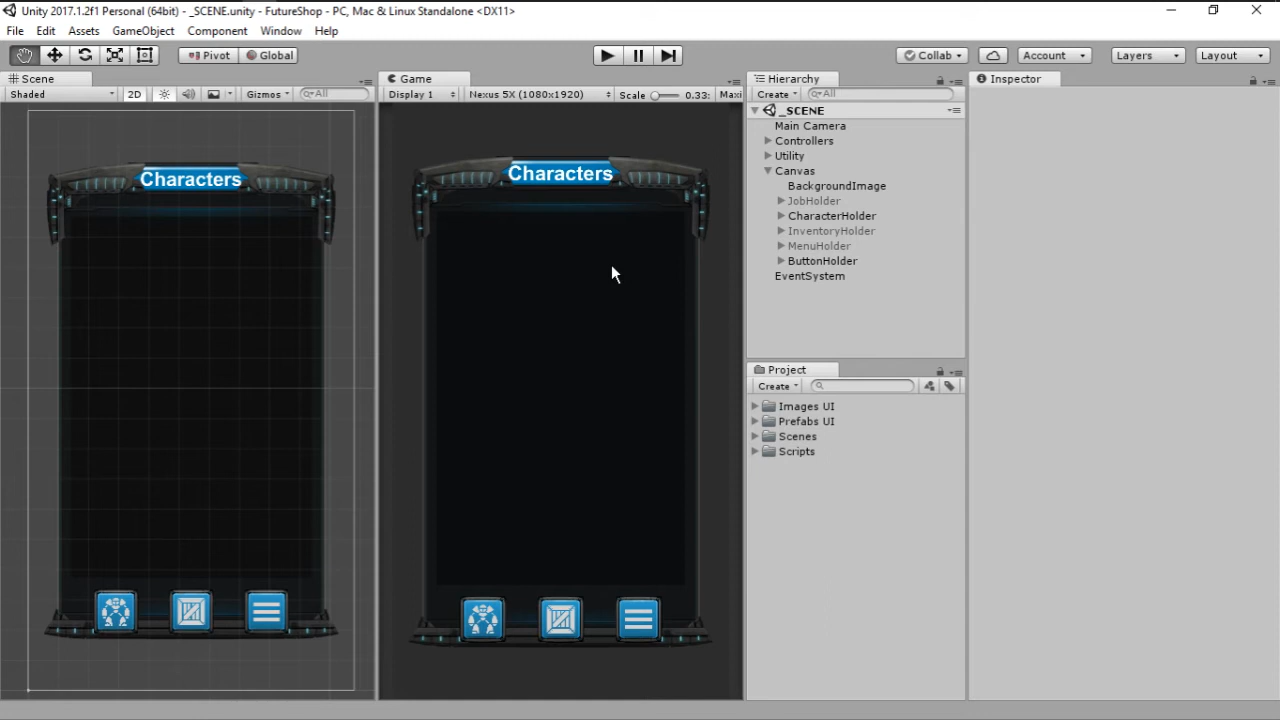 Unity 2017.1.2f1 Personal (64bit) - _SCENE.unity - FutureShop - PC, Mac & Linux Standalone <DX11>
File Edit Assets GameObject Component Window Help
Pivot Global Collab Account Layers Layout
Scene
Shaded 2D Gizmos All
Characters
Game
Display 1 Nexus 5X (1080x1920) Scale 0.33: Maxi
Characters
Hierarchy
Create All
_SCENE
Main Camera
Controllers
Utility
Canvas
BackgroundImage
JobHolder
CharacterHolder
InventoryHolder
MenuHolder
ButtonHolder
EventSystem
Project
Create
Images UI
Prefabs UI
Scenes
Scripts
Inspector